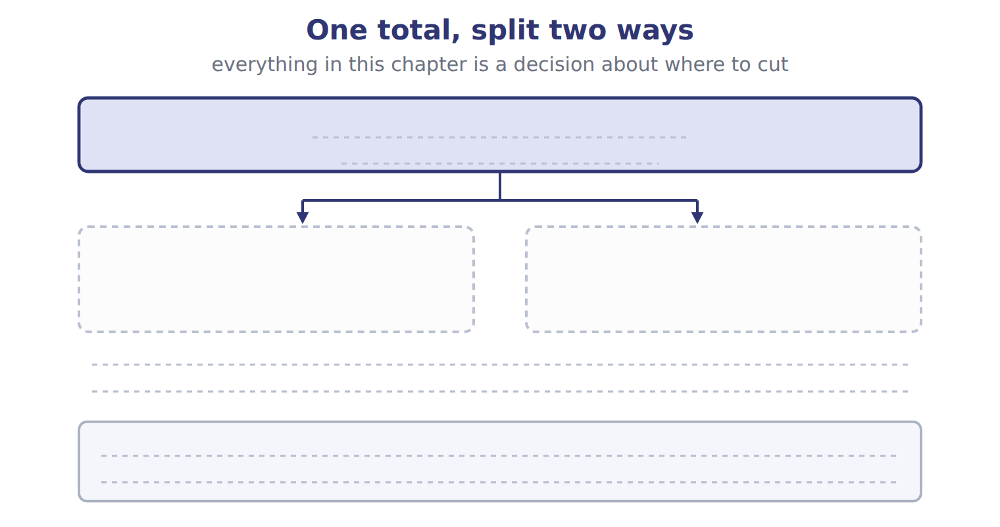 One total, split two ways
everything in this chapter is a decision about where to cut